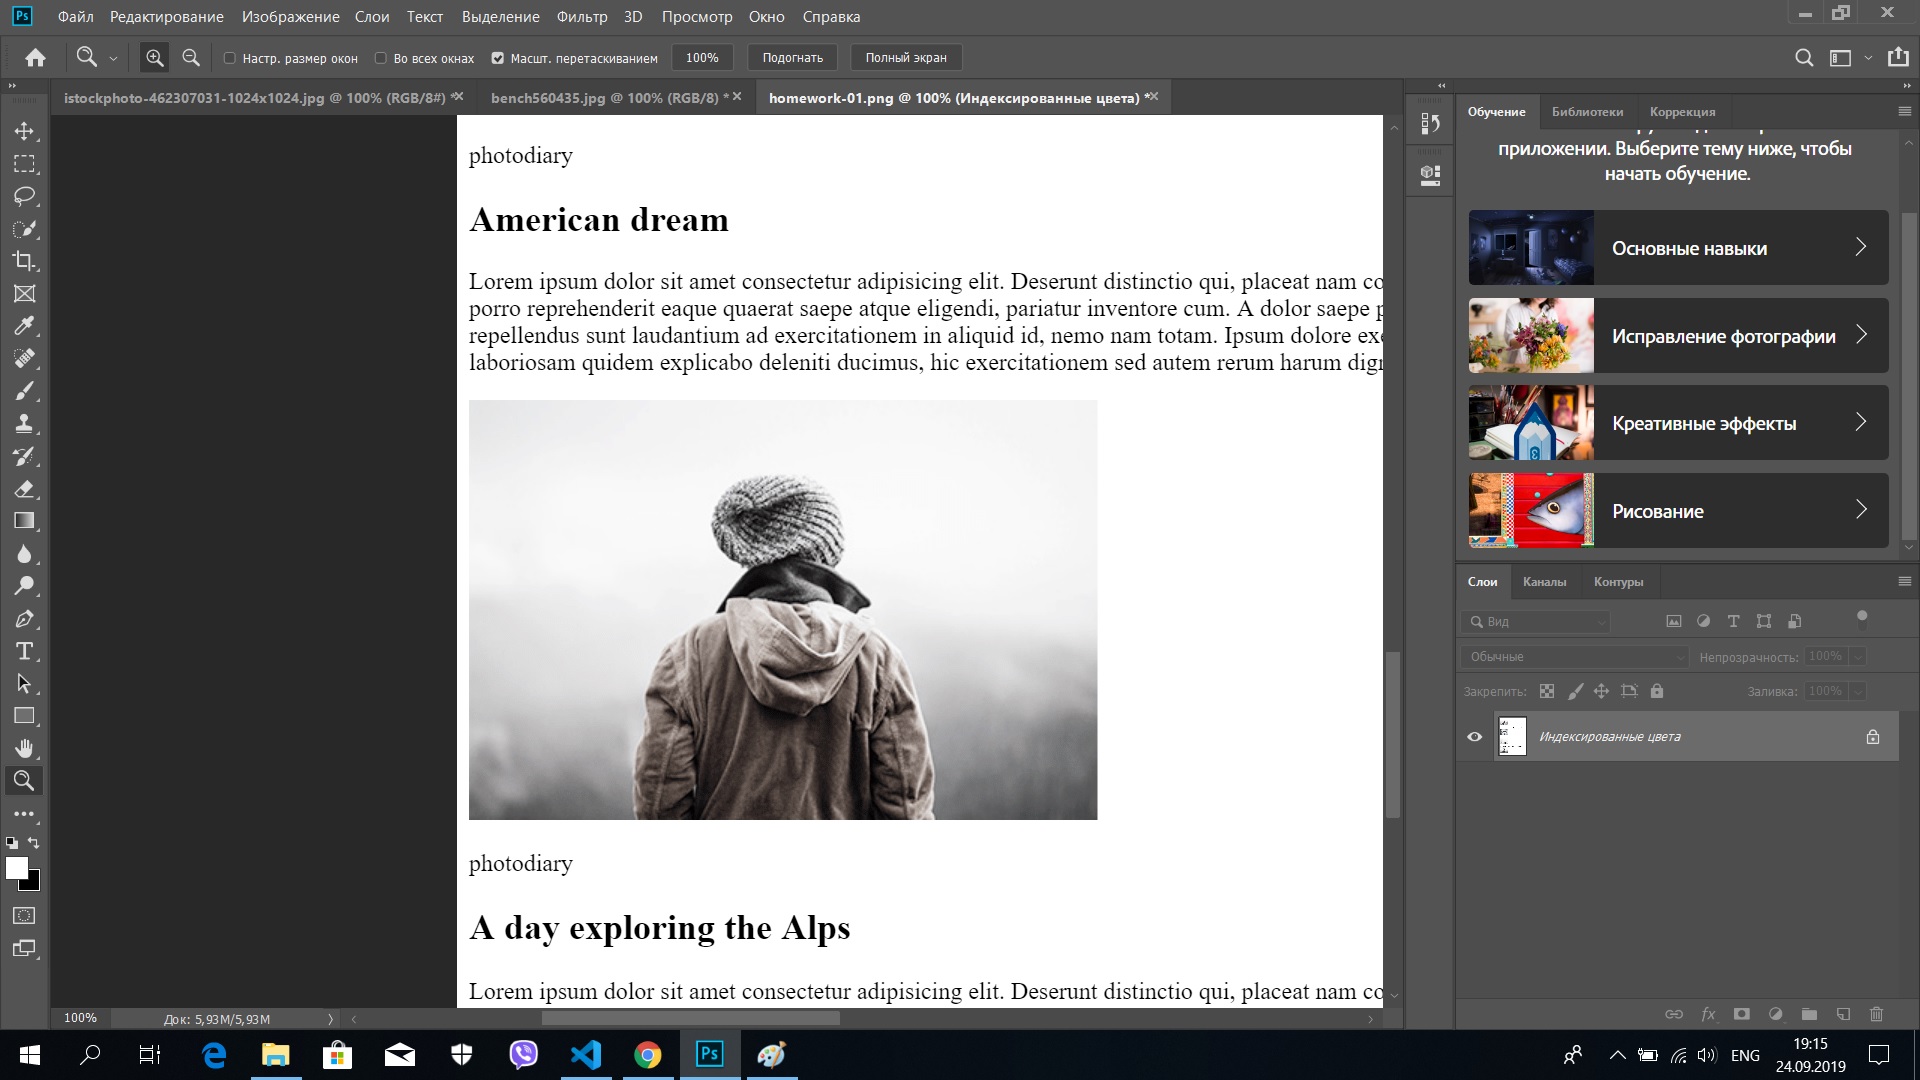 Ps
Файл Редактирование Изображение Слои Текст Выделение Фильтр 3D Просмотр Окно Справка
Настр. размер окон Во всех окнах Масшт. перетаскиванием 100% Подогнать Полный экран
istockphoto-462307031-1024x1024.jpg @ 100% (RGB/8#) *
bench560435.jpg @ 100% (RGB/8) *
homework-01.png @ 100% (Индексированные цвета) *
photodiary
American dream
Lorem ipsum dolor sit amet consectetur adipisicing elit. Deserunt distinctio qui, placeat nam co
porro reprehenderit eaque quaerat saepe atque eligendi, pariatur inventore cum. A dolor saepe p
repellendus sunt laudantium ad exercitationem in aliquid id, nemo nam totam. Ipsum dolore exe
laboriosam quidem explicabo deleniti ducimus, hic exercitationem sed autem rerum harum dign
photodiary
A day exploring the Alps
Lorem ipsum dolor sit amet consectetur adipisicing elit. Deserunt distinctio qui, placeat nam co
100% Док: 5,93M/5,93M
Обучение Библиотеки Коррекция
приложении. Выберите тему ниже, чтобы
начать обучение.
Основные навыки
Исправление фотографии
Креативные эффекты
Рисование
Слои Каналы Контуры
Вид
Обычные Непрозрачность: 100%
Закрепить: Заливка: 100%
Индексированные цвета
fx
Ps
ENG
19:15
24.09.2019